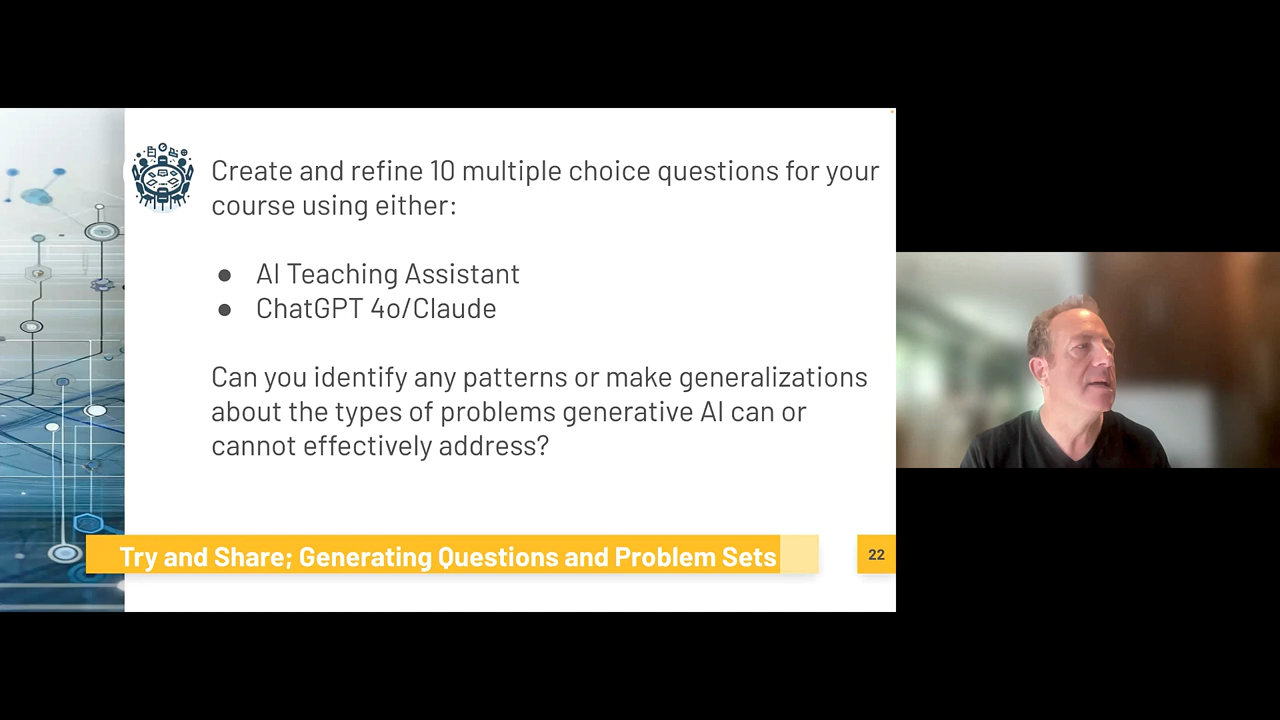 Create and refine 10 multiple choice questions for your
course using either:
● AI Teaching Assistant
● ChatGPT 4o/Claude
Can you identify any patterns or make generalizations
about the types of problems generative AI can or
cannot effectively address?
Try and Share; Generating Questions and Problem Sets
22